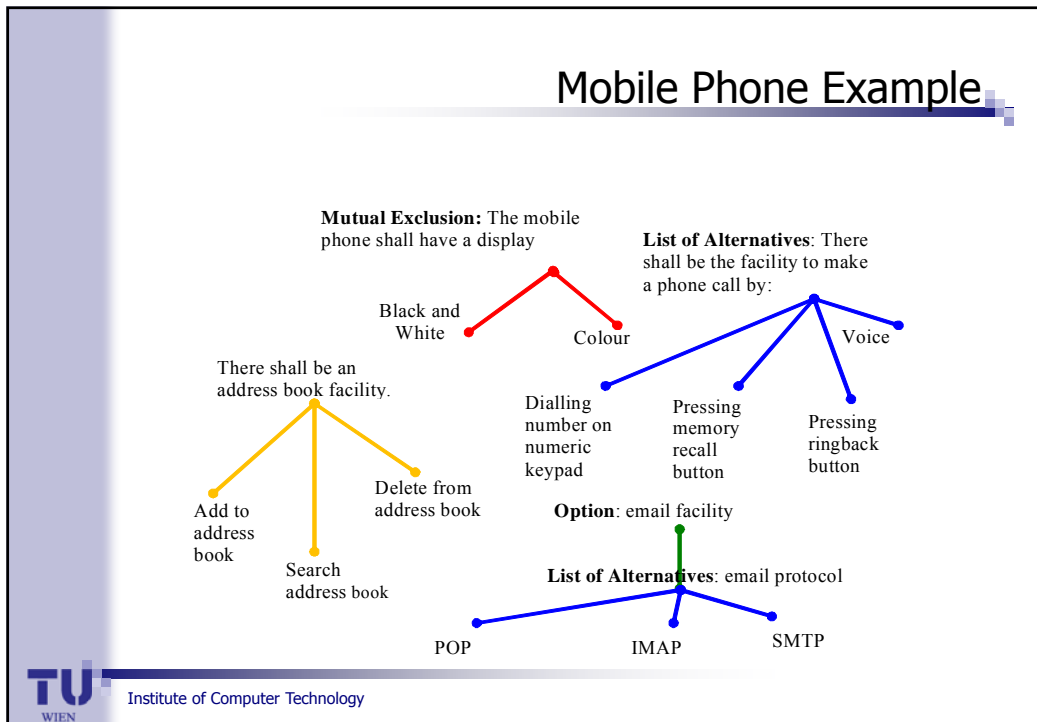 Mobile Phone Example
Mutual Exclusion: The mobile
phone shall have a display
Black and
White
Colour
List of Alternatives: There
shall be the facility to make
a phone call by:
Voice
Dialling
number on
numeric
keypad
Pressing
memory
recall
button
Pressing
ringback
button
There shall be an
address book facility.
Add to
address
book
Search
address book
Delete from
address book
Option: email facility
List of Alternatives: email protocol
POP
IMAP
SMTP
TU
WIEN
Institute of Computer Technology